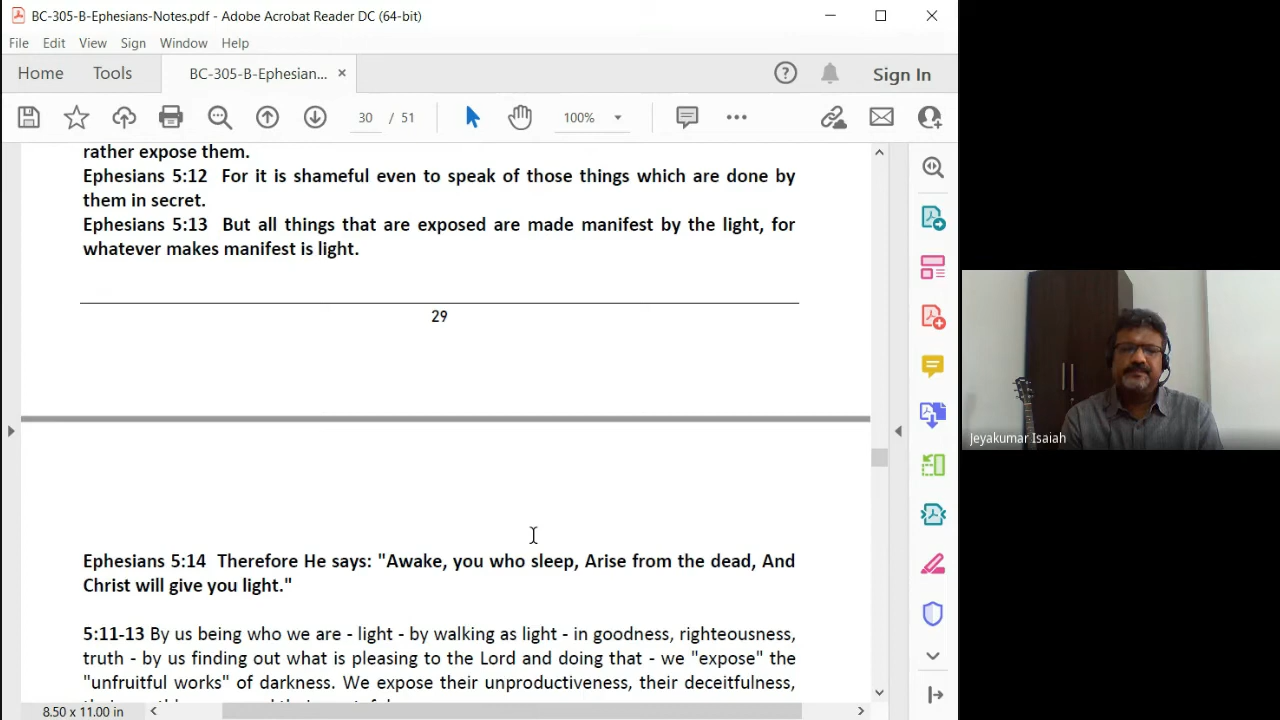 BC-305-B-Ephesians-Notes.pdf - Adobe Acrobat Reader DC (64-bit)
File Edit View Sign Window Help
Home Tools BC-305-B-Ephesian... × Sign In
30 / 51 100%
rather expose them.
Ephesians 5:12 For it is shameful even to speak of those things which are done by
them in secret.
Ephesians 5:13 But all things that are exposed are made manifest by the light, for
whatever makes manifest is light.
29
Ephesians 5:14 Therefore He says: "Awake, you who sleep, Arise from the dead, And
Christ will give you light."
5:11-13 By us being who we are - light - by walking as light - in goodness, righteousness,
truth - by us finding out what is pleasing to the Lord and doing that - we "expose" the
"unfruitful works" of darkness. We expose their unproductiveness, their deceitfulness,
8.50 x 11.00 in
Jeyakumar Isaiah